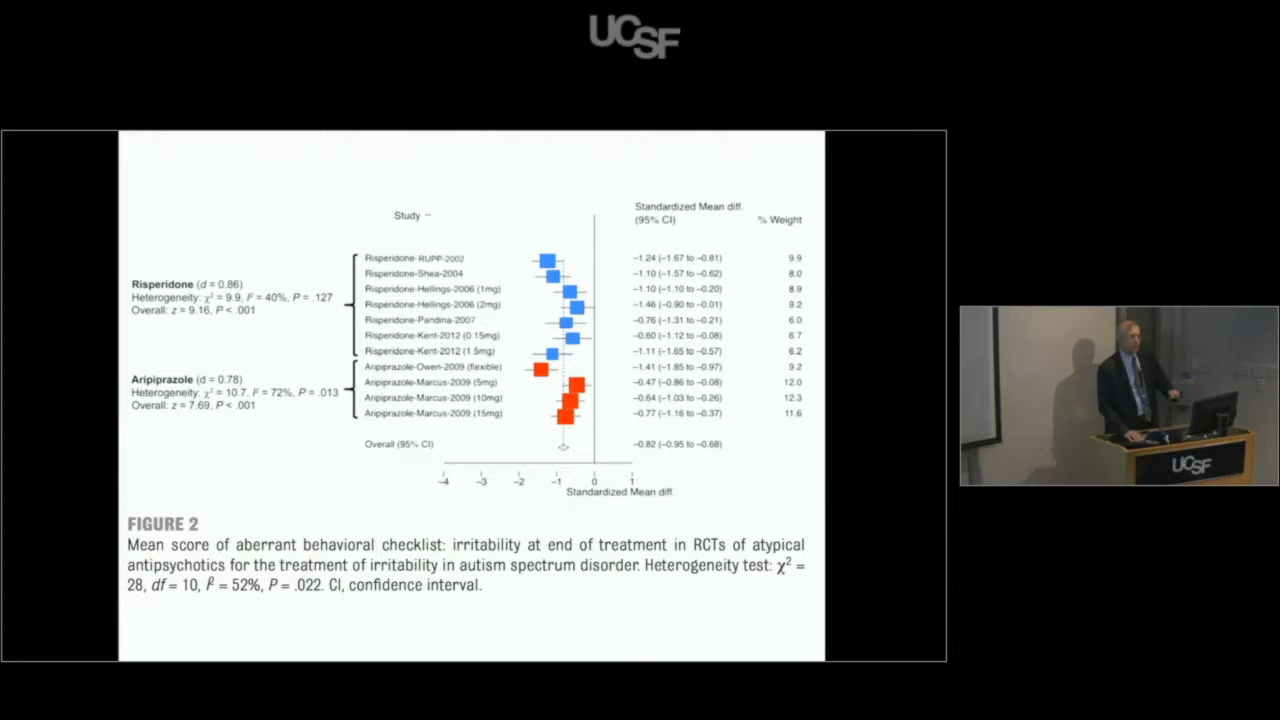 UCSF
Study –
Standardized Mean diff.
(95% CI)
% Weight
Risperidone (d = 0.86)
Heterogeneity: χ² = 9.9, I² = 40%, P = .127
Overall: z = 9.16, P < .001
Risperidone-RUPP-2002 –1.24 (–1.67 to –0.81) 9.9
Risperidone-Shea-2004 –1.10 (–1.57 to –0.62) 8.0
Risperidone-Hellings-2006 (1mg) –1.10 (–1.10 to –0.20) 8.9
Risperidone-Hellings-2006 (2mg) –1.46 (–0.90 to –0.01) 9.2
Risperidone-Pandina-2007 –0.76 (–1.31 to –0.21) 6.0
Risperidone-Kent-2012 (0.15mg) –0.60 (–1.12 to –0.08) 6.7
Risperidone-Kent-2012 (1.5mg) –1.11 (–1.65 to –0.57) 6.2
Aripiprazole (d = 0.78)
Heterogeneity: χ² = 10.7, I² = 72%, P = .013
Overall: z = 7.69, P < .001
Aripiprazole-Owen-2009 (flexible) –1.41 (–1.85 to –0.97) 9.2
Aripiprazole-Marcus-2009 (5mg) –0.47 (–0.86 to –0.08) 12.0
Aripiprazole-Marcus-2009 (10mg) –0.64 (–1.03 to –0.26) 12.3
Aripiprazole-Marcus-2009 (15mg) –0.77 (–1.16 to –0.37) 11.6
Overall (95% CI) –0.82 (–0.95 to –0.68)
–4 –3 –2 –1 0 1
Standardized Mean diff.
FIGURE 2
Mean score of aberrant behavioral checklist: irritability at end of treatment in RCTs of atypical
antipsychotics for the treatment of irritability in autism spectrum disorder. Heterogeneity test: χ² =
28, df = 10, I² = 52%, P = .022. CI, confidence interval.
UCSF